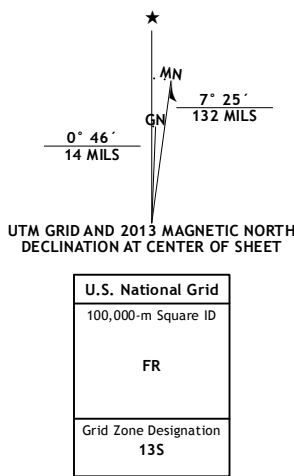 ★
MN
7° 25´
132 MILS
GN
0° 46´
14 MILS
UTM GRID AND 2013 MAGNETIC NORTH
DECLINATION AT CENTER OF SHEET
U.S. National Grid
100,000-m Square ID
FR
Grid Zone Designation
13S